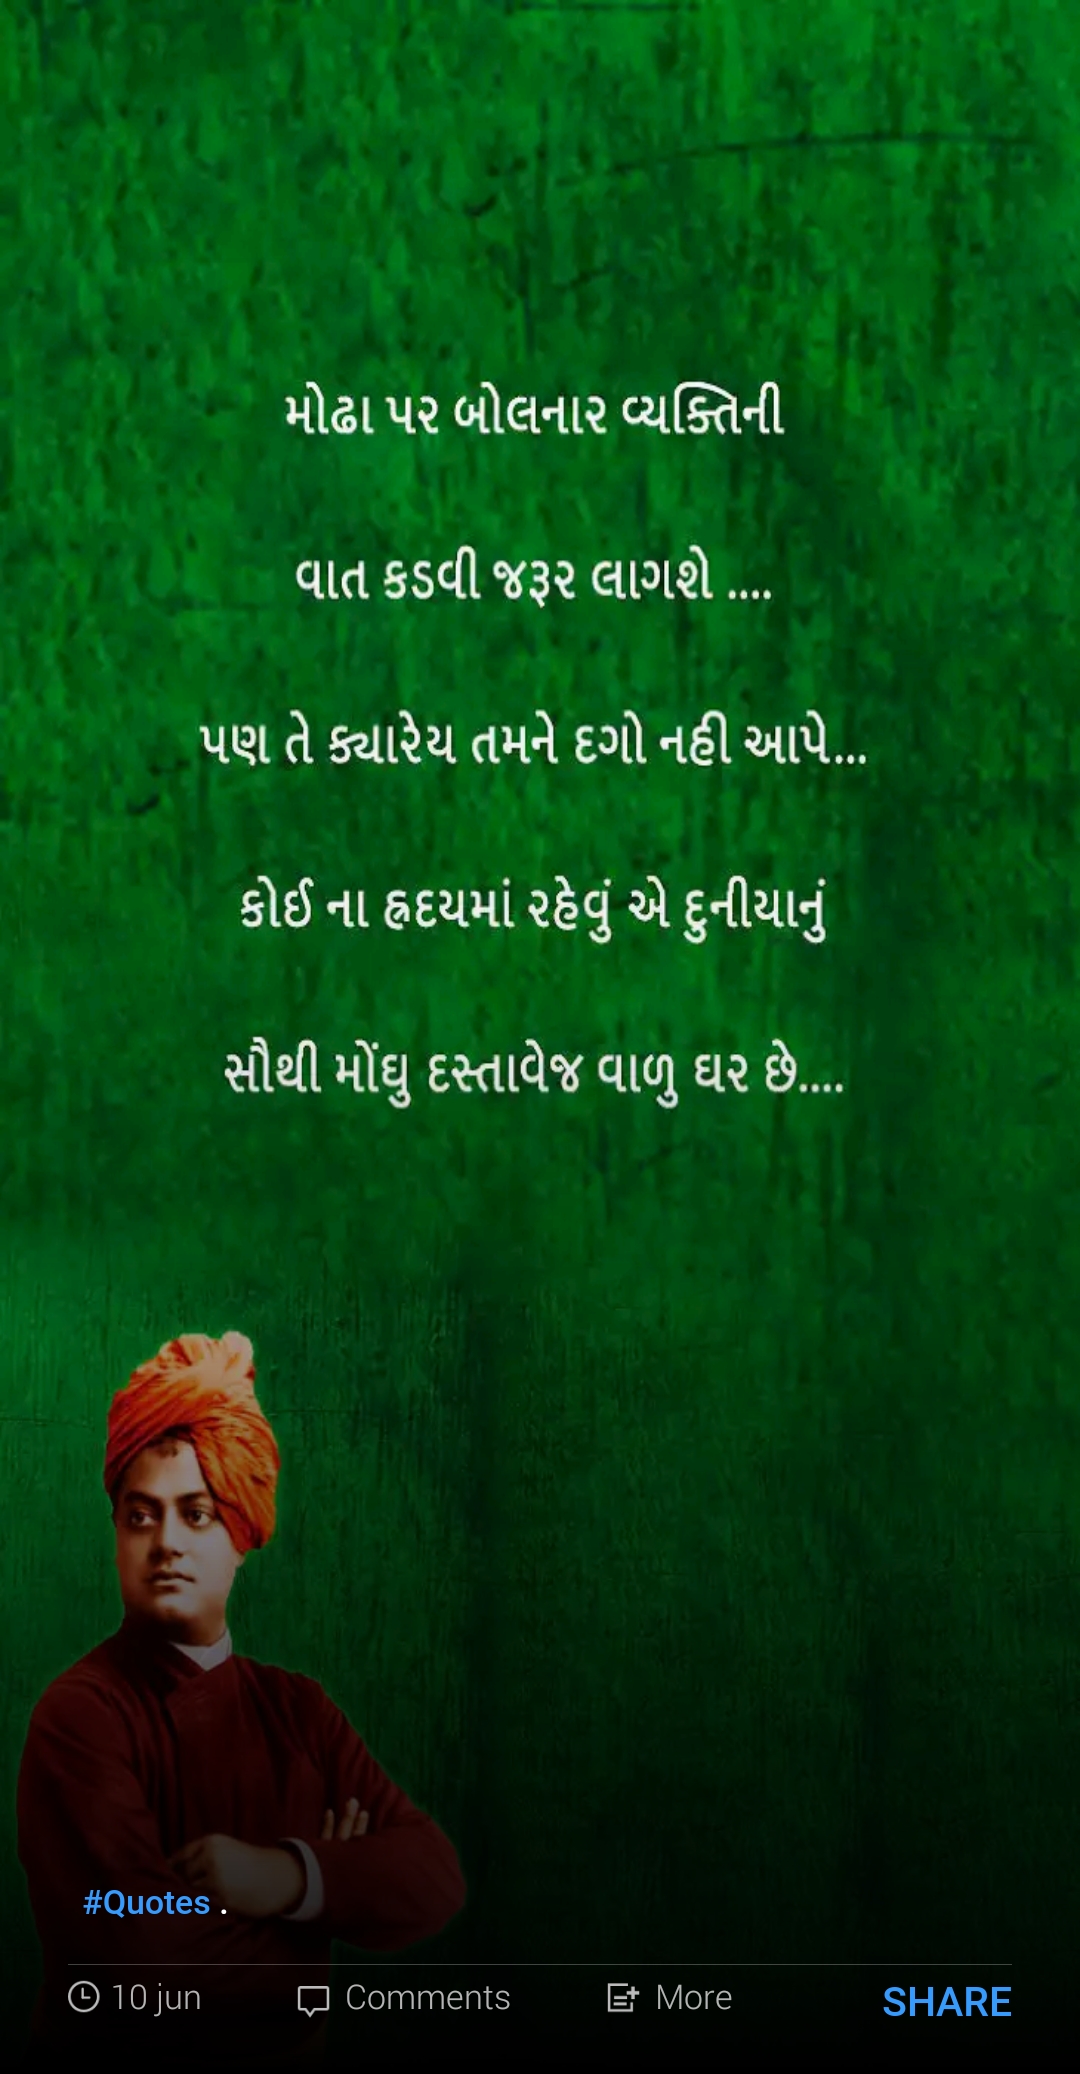 મોઢા પર બોલનાર વ્યક્તિની
વાત કડવી જરૂર લાગશે ....
પણ તે ક્યારેય તમને દગો નહી આપે...
કોઈ ના હ્રદયમાં રહેવું એ દુનીયાનું
સૌથી મોંઘુ દસ્તાવેજ વાળુ ઘર છે....
#Quotes .
10 jun Comments More SHARE